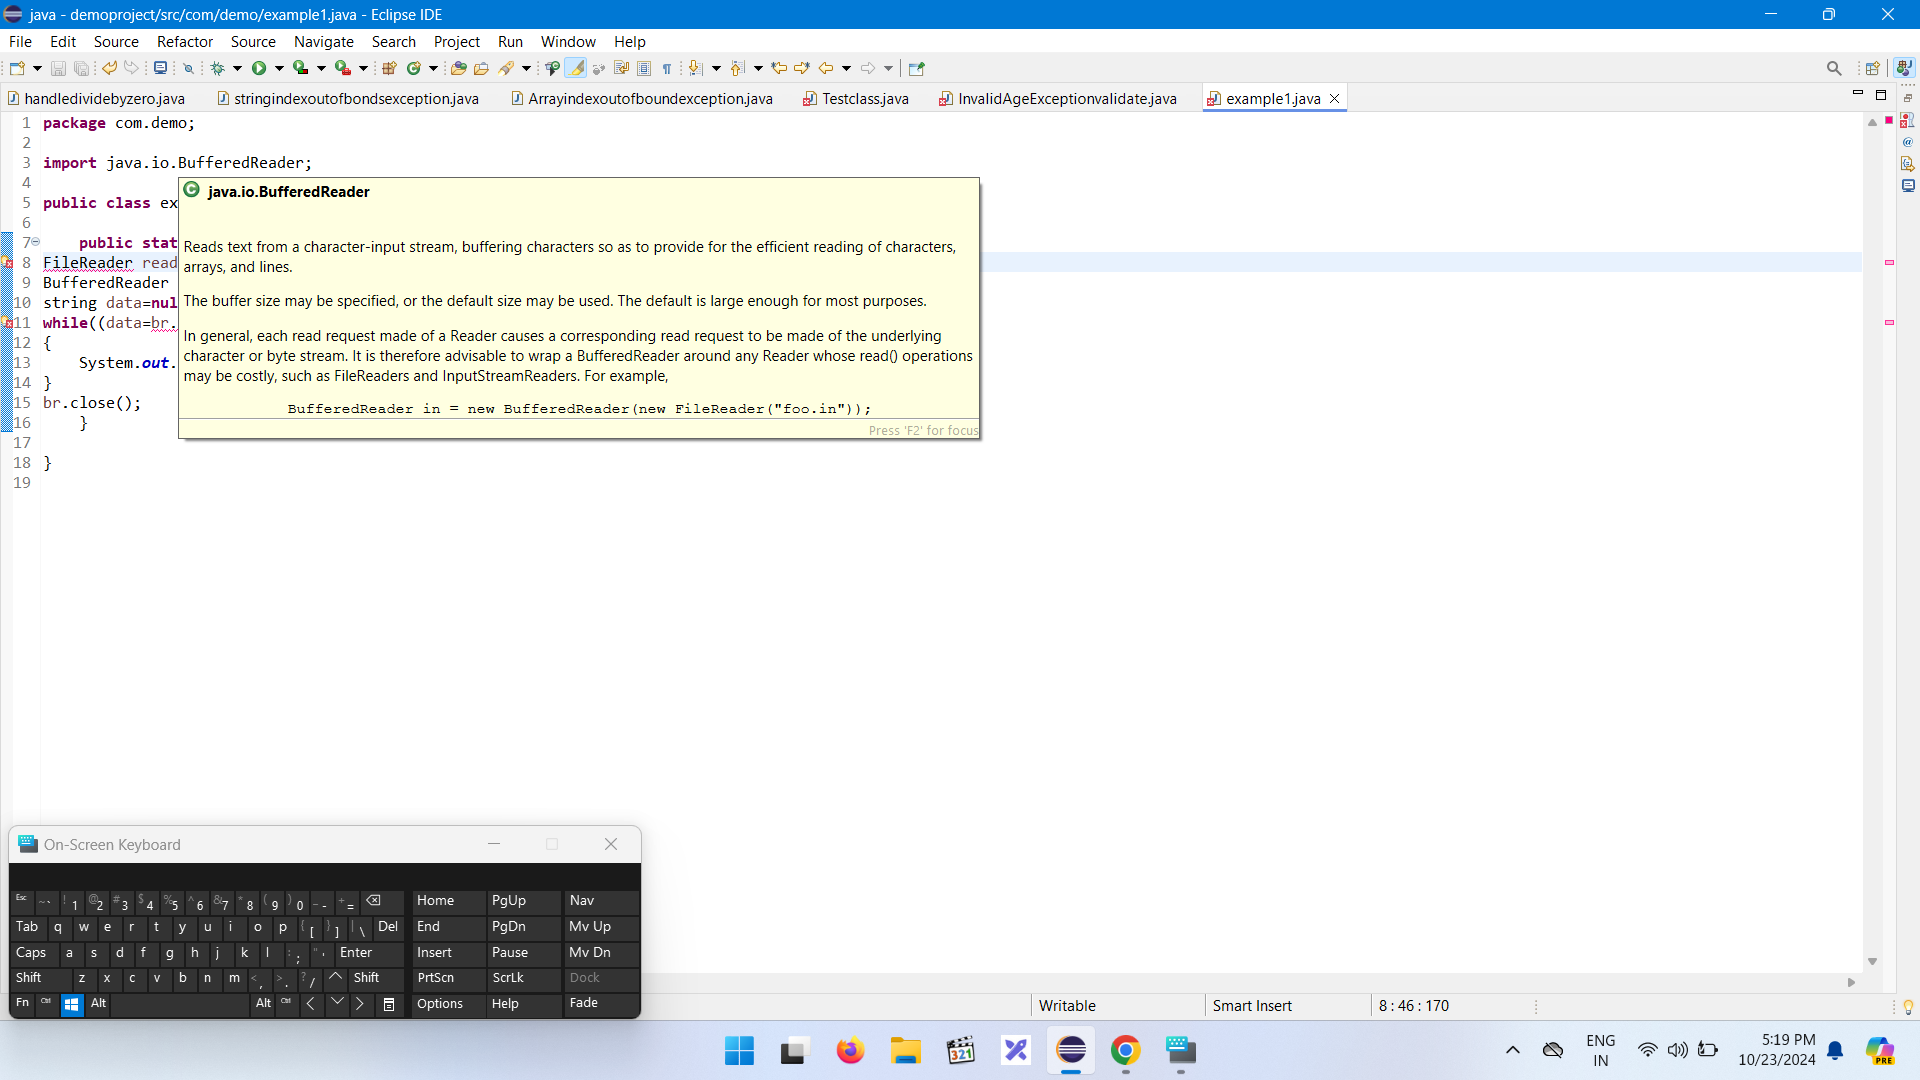 java - demoproject/src/com/demo/example1.java - Eclipse IDE
File Edit Source Refactor Source Navigate Search Project Run Window Help
handledividebyzero.java stringindexoutofbondsexception.java Arrayindexoutofboundexception.java Testclass.java InvalidAgeExceptionvalidate.java example1.java
1 package com.demo;
2
3 import java.io.BufferedReader;
4
java.io.BufferedReader
5 public class ex
6
7 public stat
Reads text from a character-input stream, buffering characters so as to provide for the efficient reading of characters,
8 FileReader read
arrays, and lines.
9 BufferedReader
10 string data=nul
The buffer size may be specified, or the default size may be used. The default is large enough for most purposes.
11 while((data=br.
In general, each read request made of a Reader causes a corresponding read request to be made of the underlying
12 {
character or byte stream. It is therefore advisable to wrap a BufferedReader around any Reader whose read() operations
13 System.out.
may be costly, such as FileReaders and InputStreamReaders. For example,
14 }
15 br.close();
BufferedReader in = new BufferedReader(new FileReader("foo.in"));
16 }
Press 'F2' for focus
17
18 }
19
On-Screen Keyboard
Esc ~ ` ! 1 @ 2 # 3 $ 4 % 5 ^ 6 & 7 * 8 ( 9 ) 0 _ - + = Home PgUp Nav
Tab q w e r t y u i o p { [ } ] | \ Del End PgDn Mv Up
Caps a s d f g h j k l : ; " ' Enter Insert Pause Mv Dn
Shift z x c v b n m < , > . ? / Shift PrtScn ScrLk Dock
Fn Ctrl Alt Alt Ctrl Options Help Fade
Writable Smart Insert 8 : 46 : 170
321
ENG
IN
5:19 PM
10/23/2024
PRE